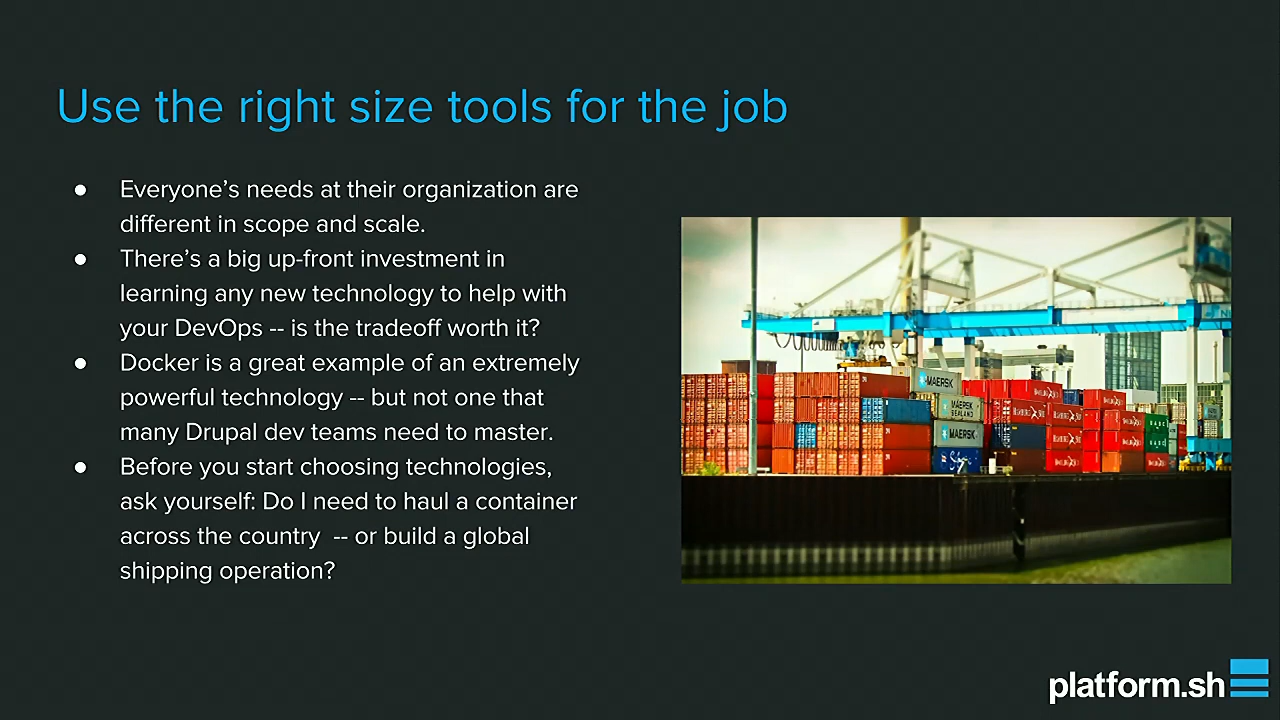 Use the right size tools for the job
● Everyone’s needs at their organization are
different in scope and scale.
● There’s a big up-front investment in
learning any new technology to help with
your DevOps -- is the tradeoff worth it?
● Docker is a great example of an extremely
powerful technology -- but not one that
many Drupal dev teams need to master.
● Before you start choosing technologies,
ask yourself: Do I need to haul a container
across the country  -- or build a global
shipping operation?
MAERSK
MAERSK
SEALAND
MAERSK
platform.sh